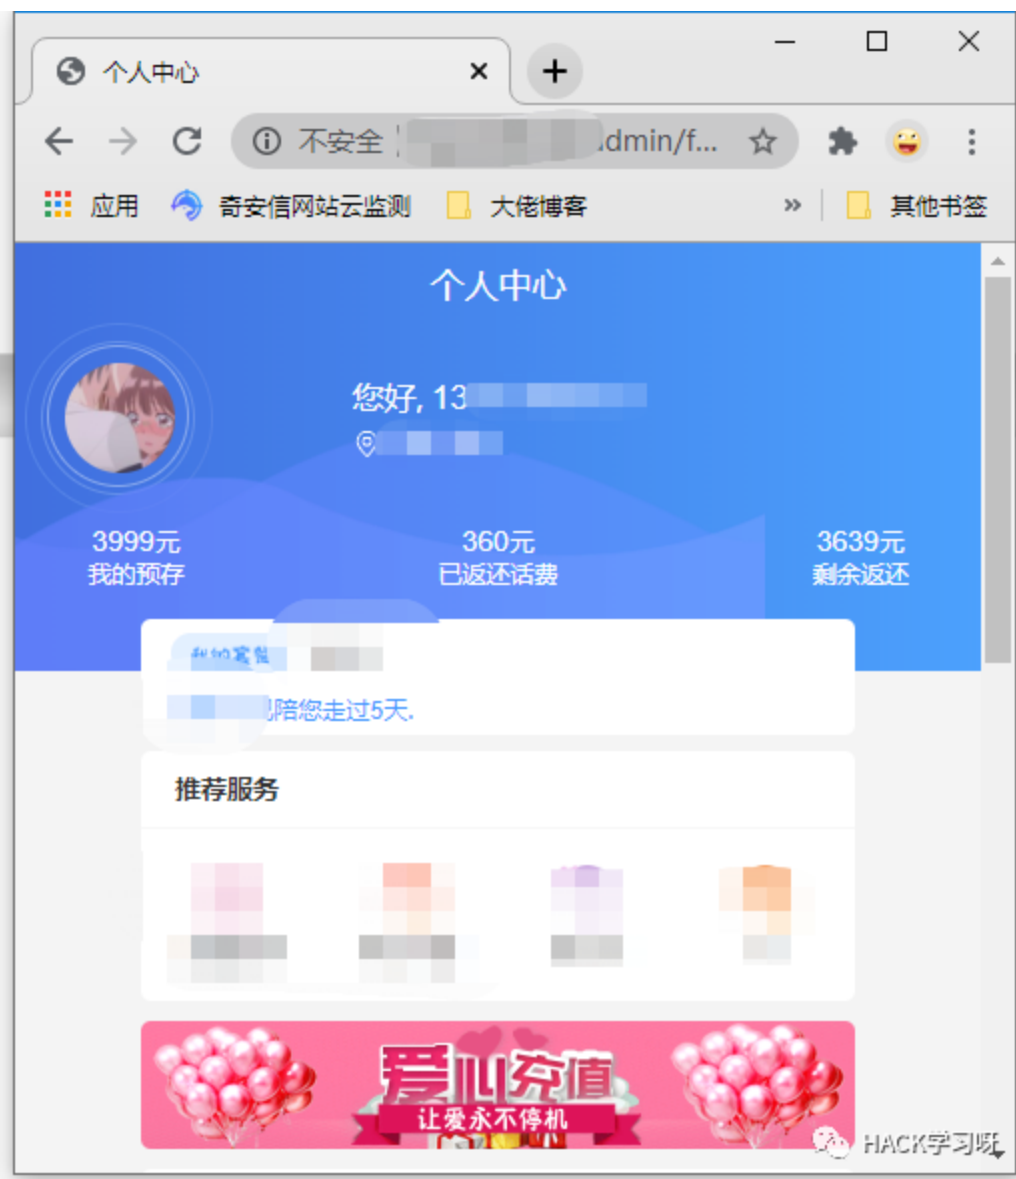 个人中心
不安全
dmin/f...
应用 奇安信网站云监测 大佬博客 » 其他书签
个人中心
您好, 13
3999元 360元 3639元
我的预存 已返还话费 剩余返还
我的套餐
陪您走过5天.
推荐服务
爱心充值
让爱永不停机
HACK学习呀